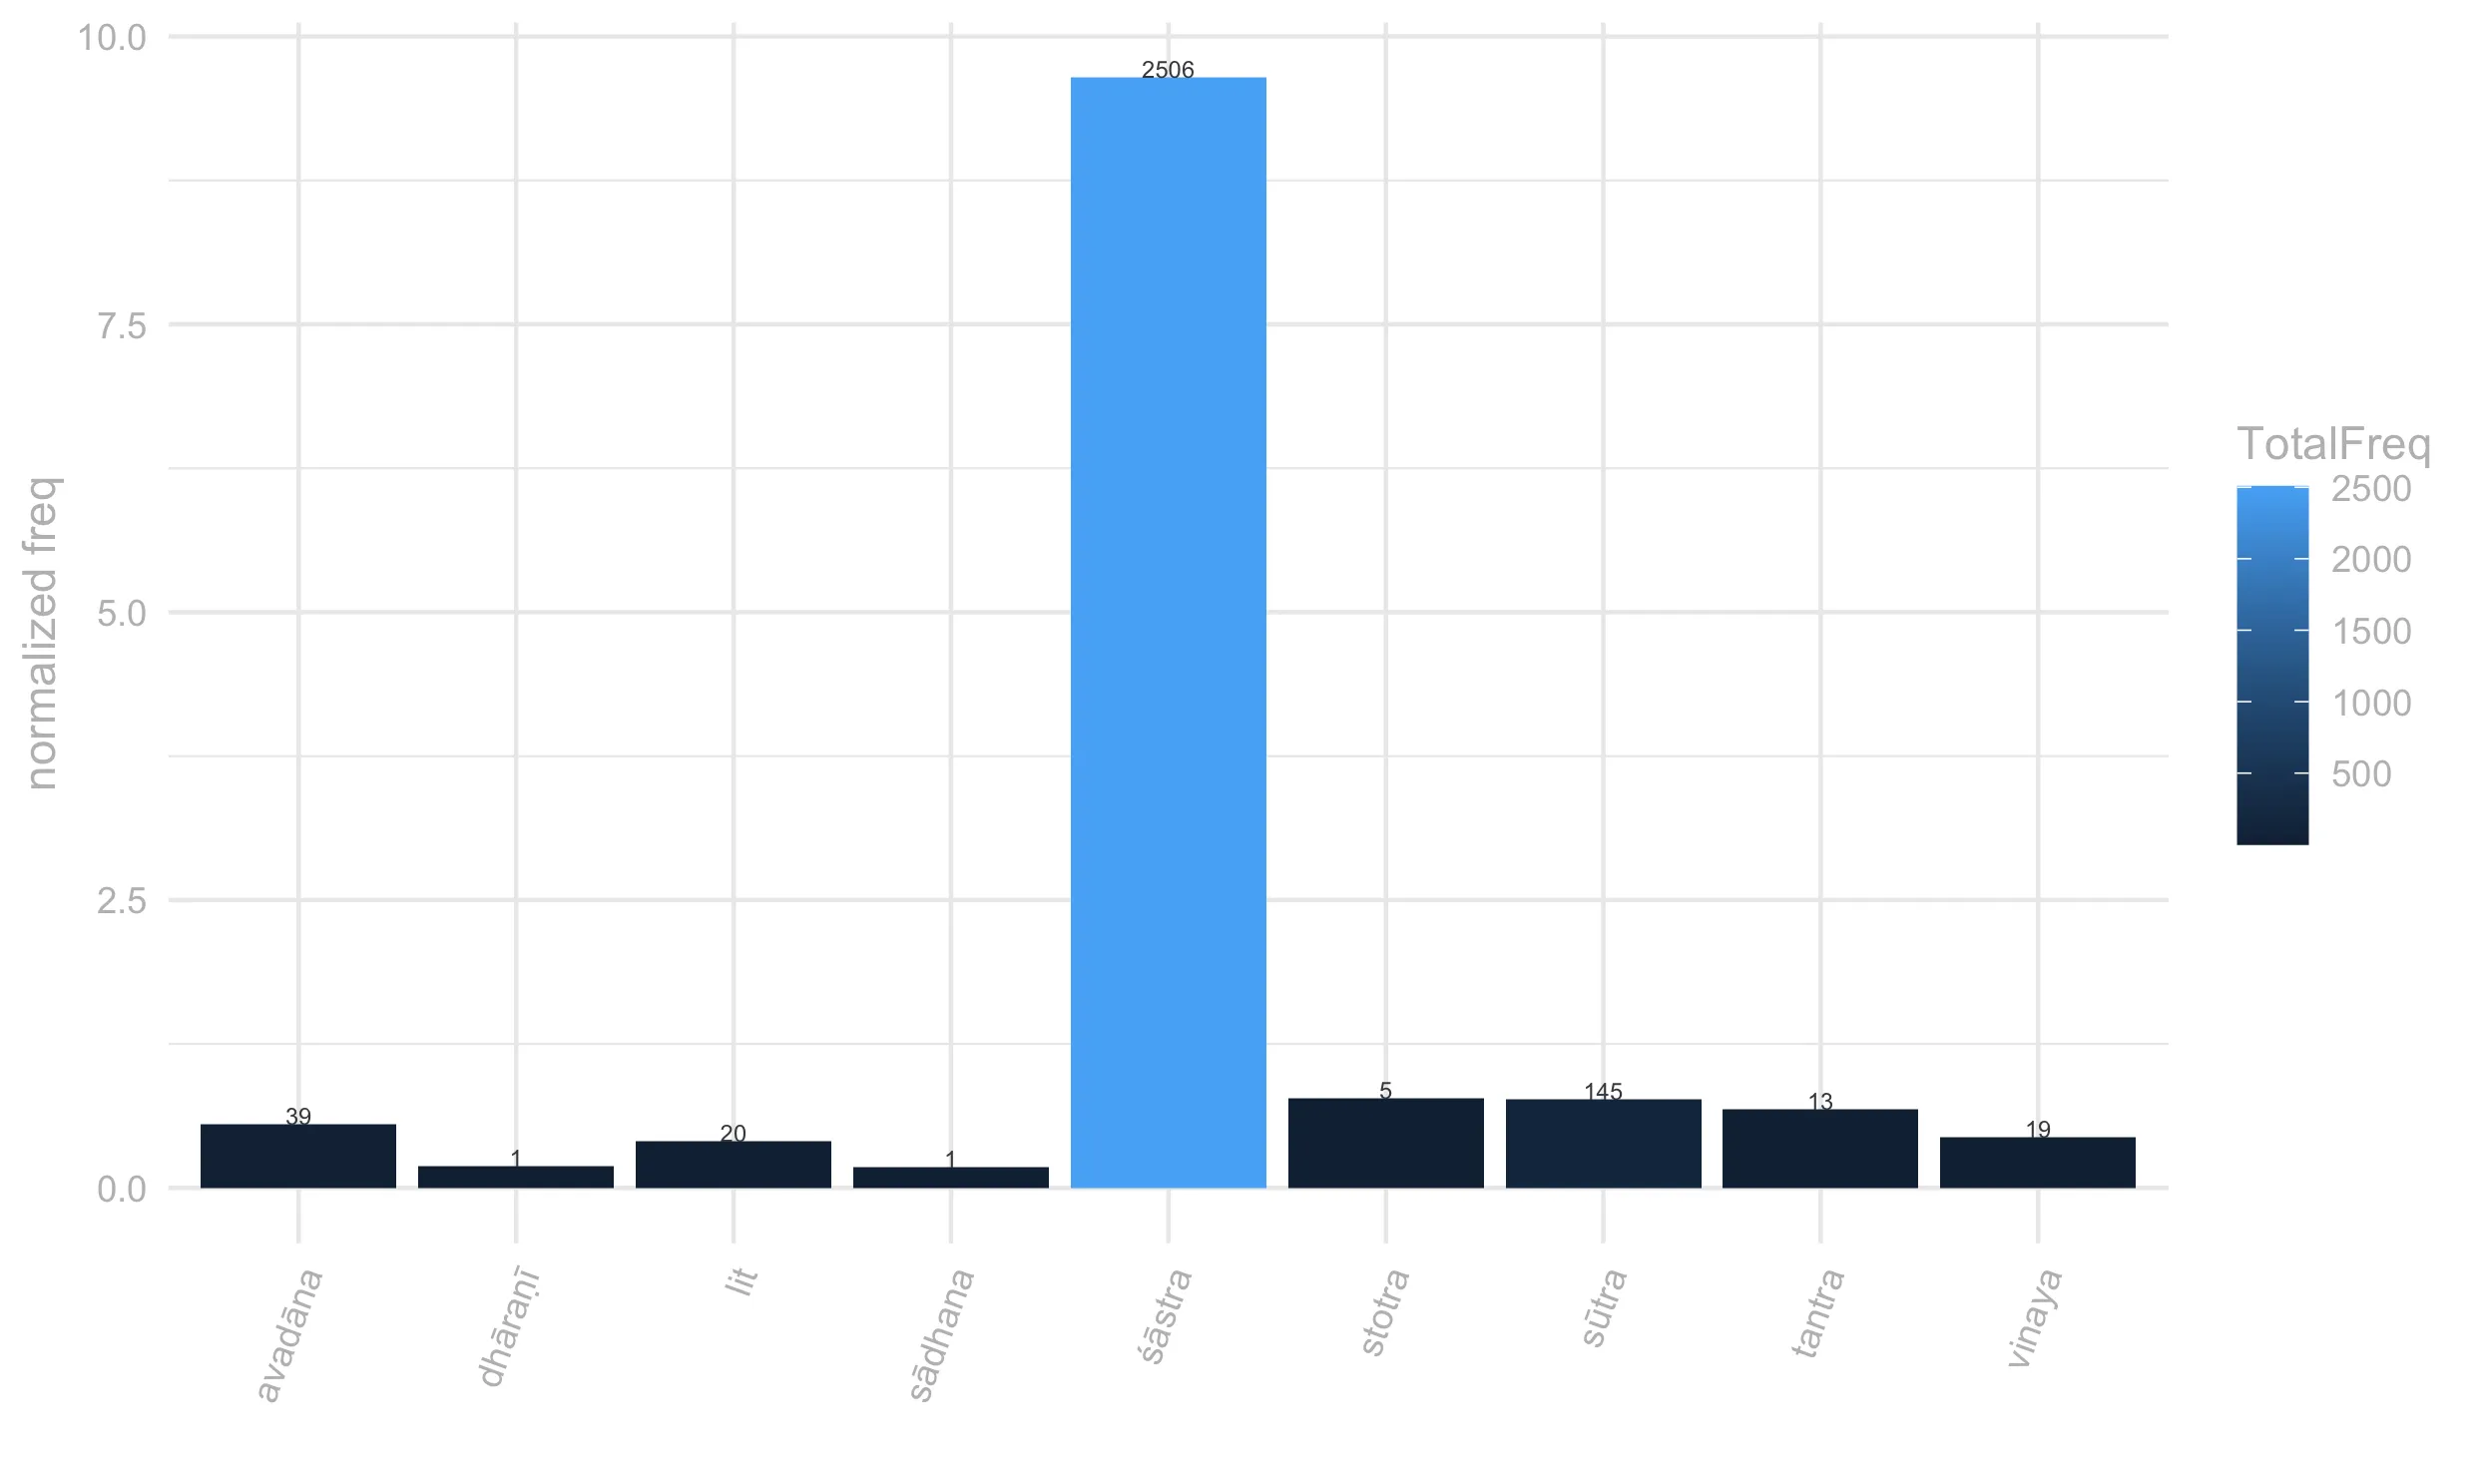 10.0
7.5
5.0
2.5
0.0
normalized freq
2506
39
1
20
1
5
145
13
19
avadāna
dhāraṇī
lit
sādhana
śāstra
stotra
sūtra
tantra
vinaya
TotalFreq
2500
2000
1500
1000
500